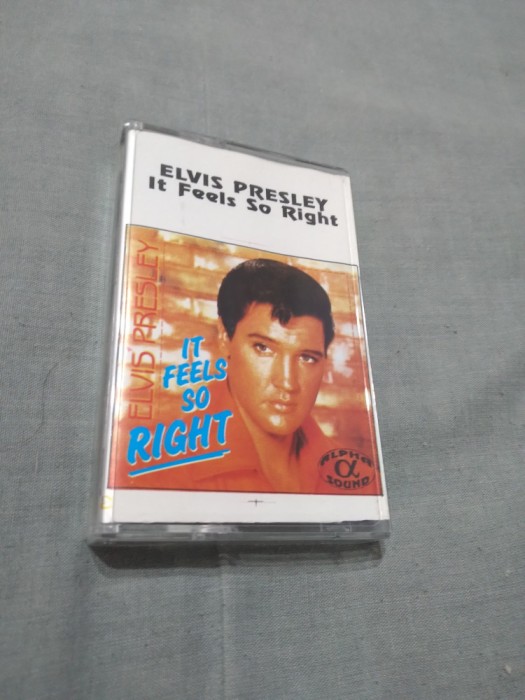 ELVIS PRESLEY
It Feels So Right
ELVIS PRESLEY
IT
FEELS
SO
RIGHT
ALPHA
α
SOUND